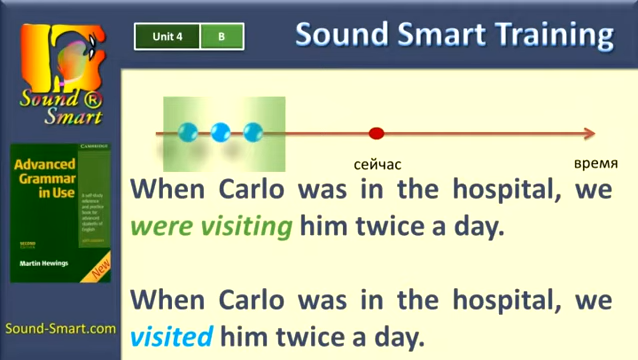 Unit 4
B
Sound Smart Training
Sound ® Smart
сейчас
время
CAMBRIDGE
Advanced
Grammar
in Use
Martin Hewings
New
When Carlo was in the hospital, we
were visiting him twice a day.
When Carlo was in the hospital, we
visited him twice a day.
Sound-Smart.com